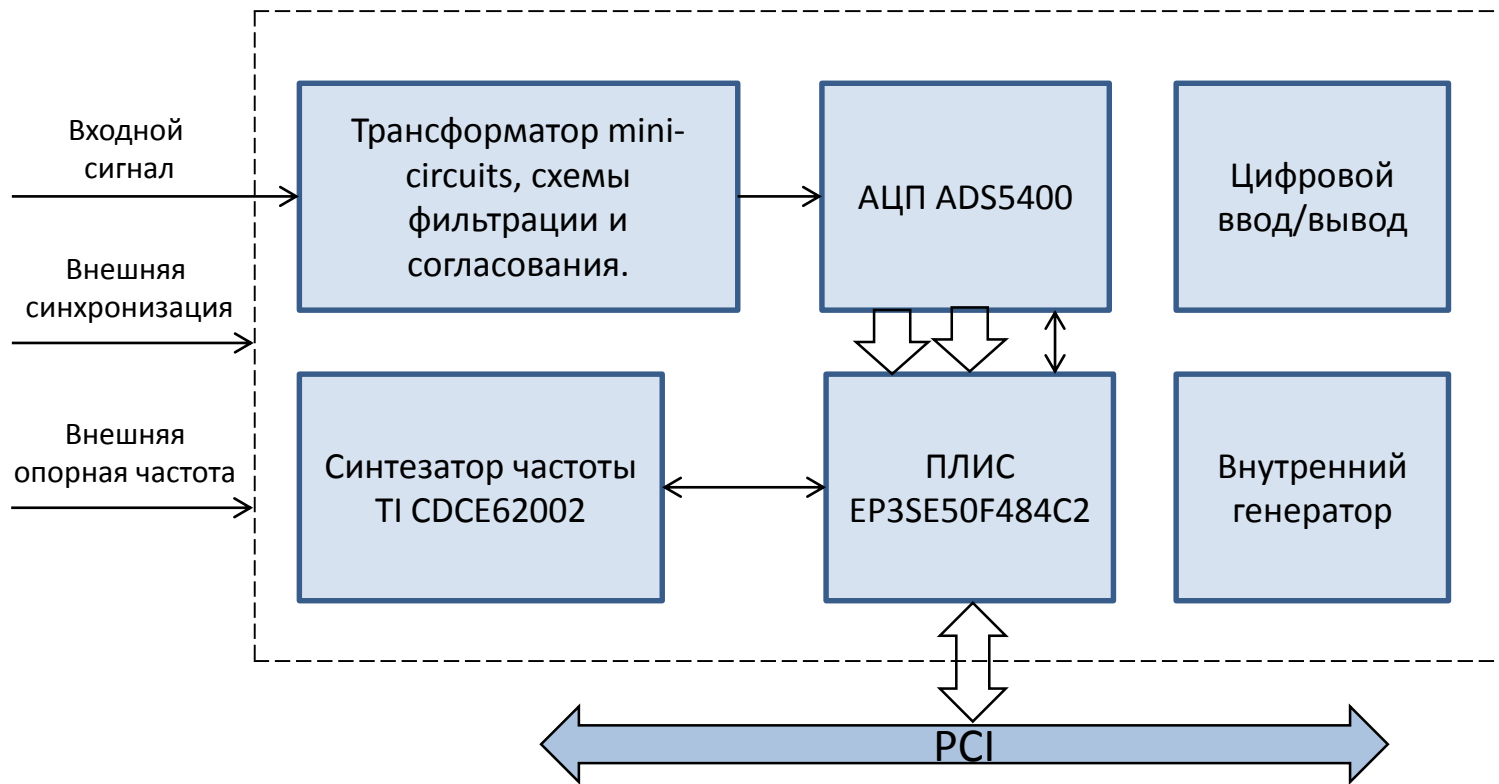 Входной
сигнал
Внешняя
синхронизация
Внешняя
опорная частота
Трансформатор mini-
circuits, схемы
фильтрации и
согласования.
АЦП ADS5400
Цифровой
ввод/вывод
Синтезатор частоты
TI CDCE62002
ПЛИС
EP3SE50F484C2
Внутренний
генератор
PCI